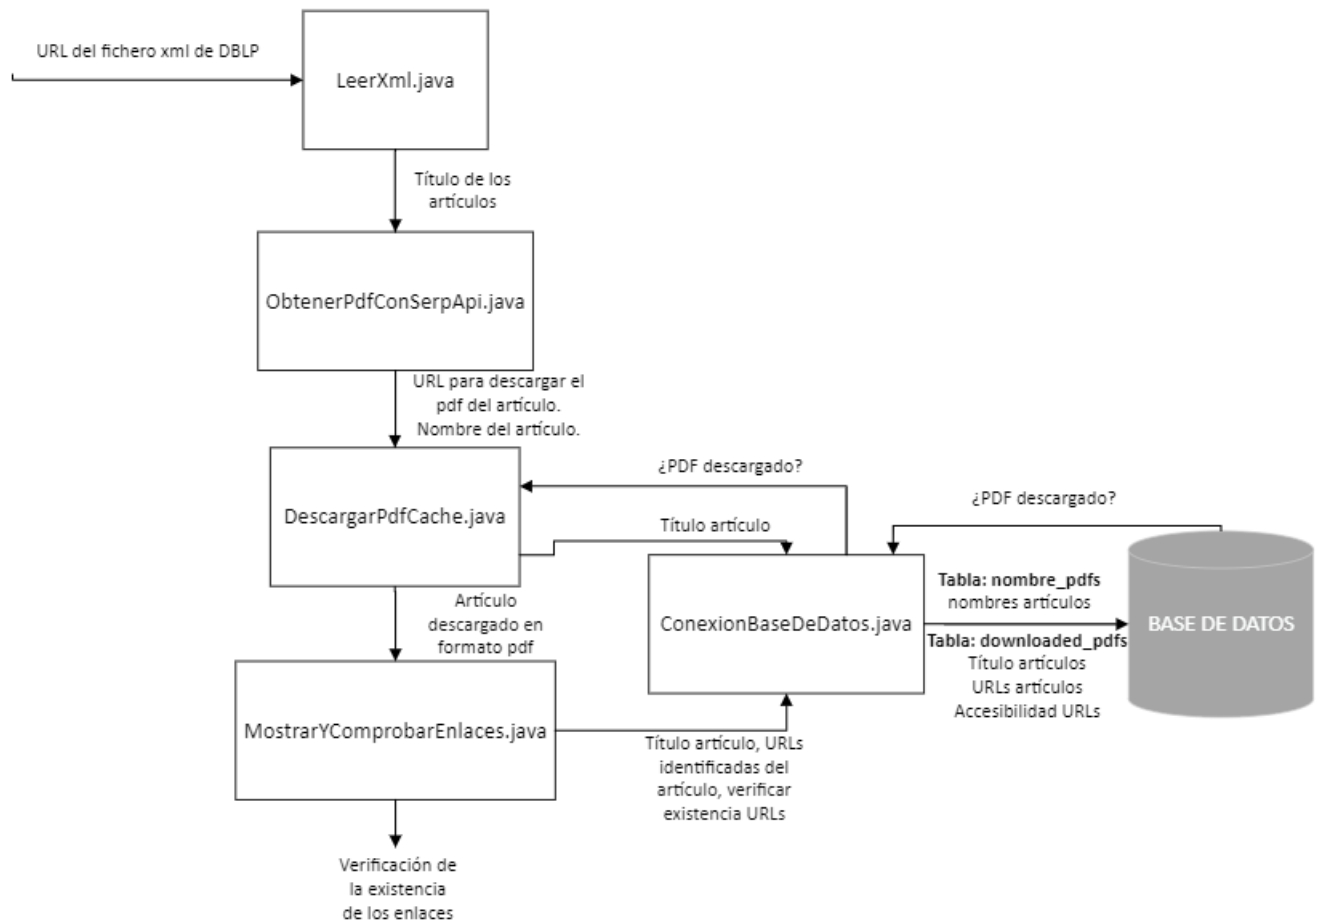 URL del fichero xml de DBLP
LeerXml.java
Título de los
artículos
ObtenerPdfConSerpApi.java
URL para descargar el
pdf del artículo.
Nombre del artículo.
¿PDF descargado?
¿PDF descargado?
DescargarPdfCache.java
Título artículo
Tabla: nombre_pdfs
nombres artículos
ConexionBaseDeDatos.java
BASE DE DATOS
Tabla: downloaded_pdfs
Título artículos
URLs artículos
Accesibilidad URLs
Artículo
descargado en
formato pdf
MostrarYComprobarEnlaces.java
Título artículo, URLs
identificadas del
artículo, verificar
existencia URLs
Verificación de
la existencia
de los enlaces